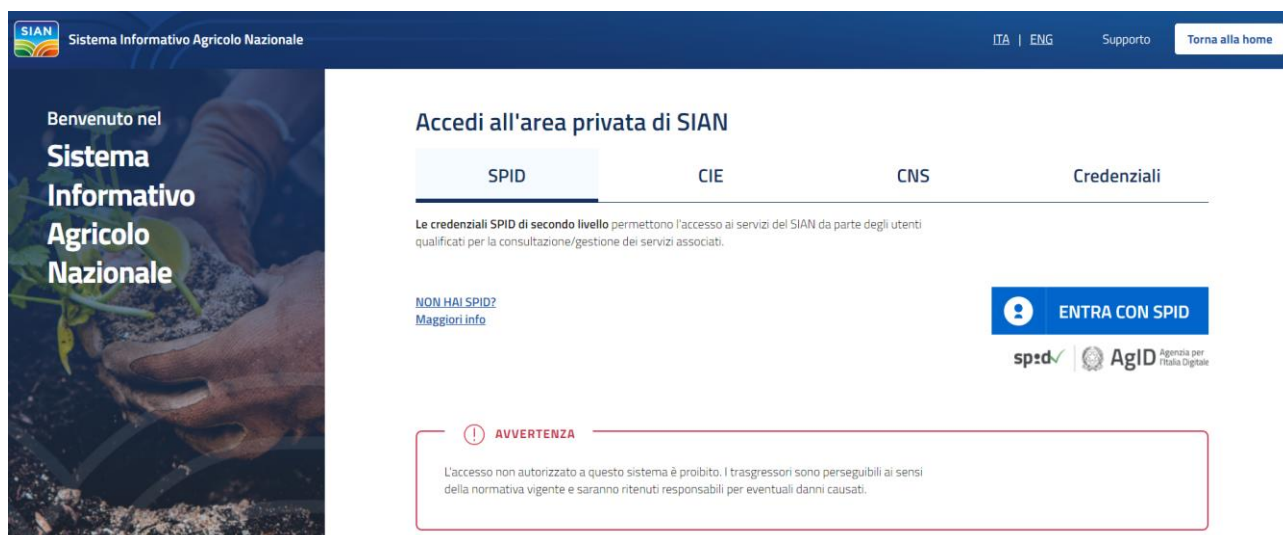 SIAN
Sistema Informativo Agricolo Nazionale
ITA | ENG
Supporto
Torna alla home
Benvenuto nel
Sistema
Informativo
Agricolo
Nazionale
Accedi all'area privata di SIAN
SPID
CIE
CNS
Credenziali
Le credenziali SPID di secondo livello permettono l'accesso ai servizi del SIAN da parte degli utenti
qualificati per la consultazione/gestione dei servizi associati.
NON HAI SPID?
Maggiori info
ENTRA CON SPID
spid
AgID
Agenzia per
l'Italia Digitale
AVVERTENZA
L'accesso non autorizzato a questo sistema è proibito. I trasgressori sono perseguibili ai sensi
della normativa vigente e saranno ritenuti responsabili per eventuali danni causati.